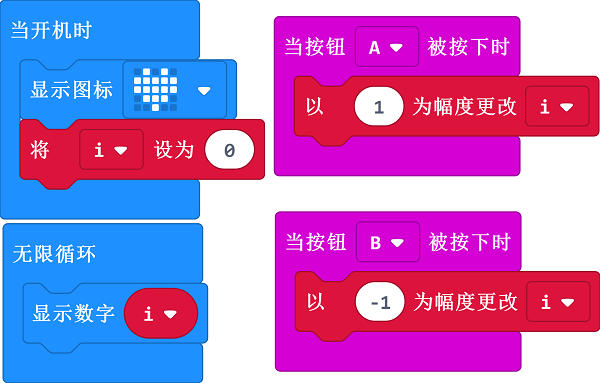 当开机时
显示图标
将 i 设为 0
无限循环
显示数字 i
当按钮 A 被按下时
以 1 为幅度更改 i
当按钮 B 被按下时
以 -1 为幅度更改 i